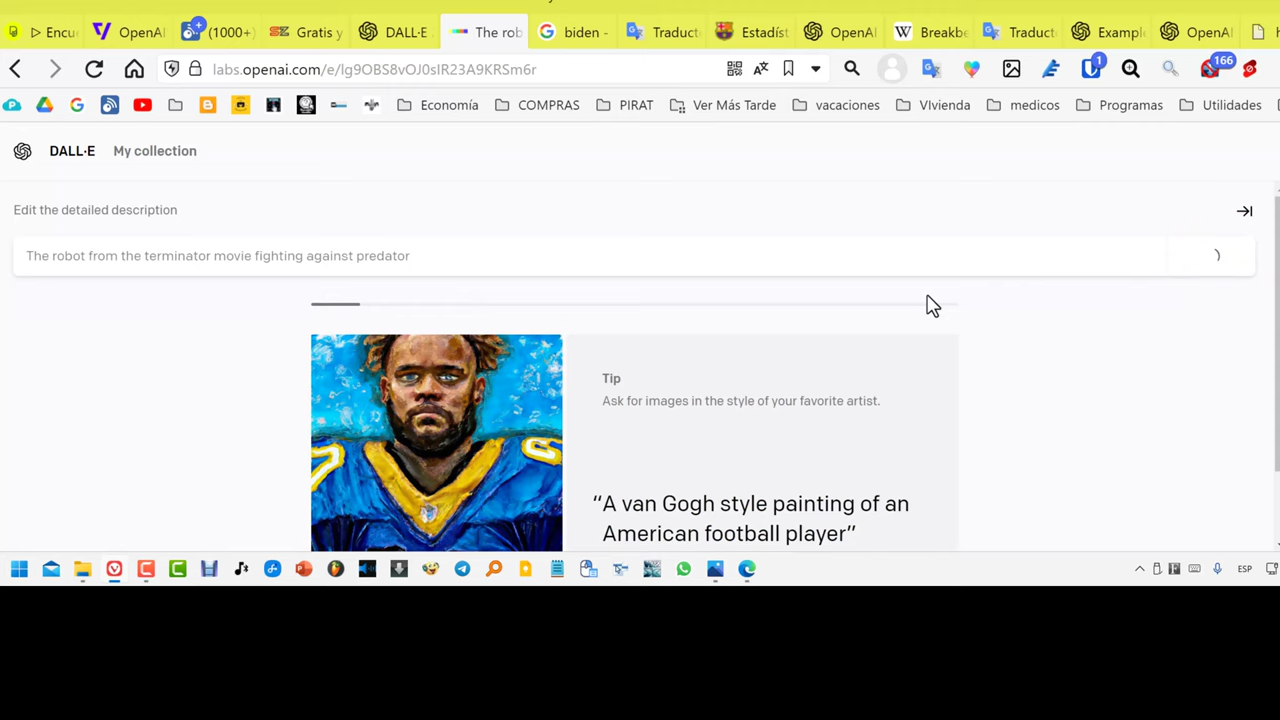 Encu
OpenAI
(1000+)
Gratis y
DALL·E
The rob
biden -
Traduct
Estadíst
OpenAI
Breakbe
Traduct
Example
OpenAI
labs.openai.com/e/lg9OBS8vOJ0sIR23A9KRSm6r
1
166
Economía
COMPRAS
PIRAT
Ver Más Tarde
vacaciones
VIvienda
medicos
Programas
Utilidades
DALL·E My collection
Edit the detailed description
The robot from the terminator movie fighting against predator
Tip
Ask for images in the style of your favorite artist.
“A van Gogh style painting of an
American football player”
ESP